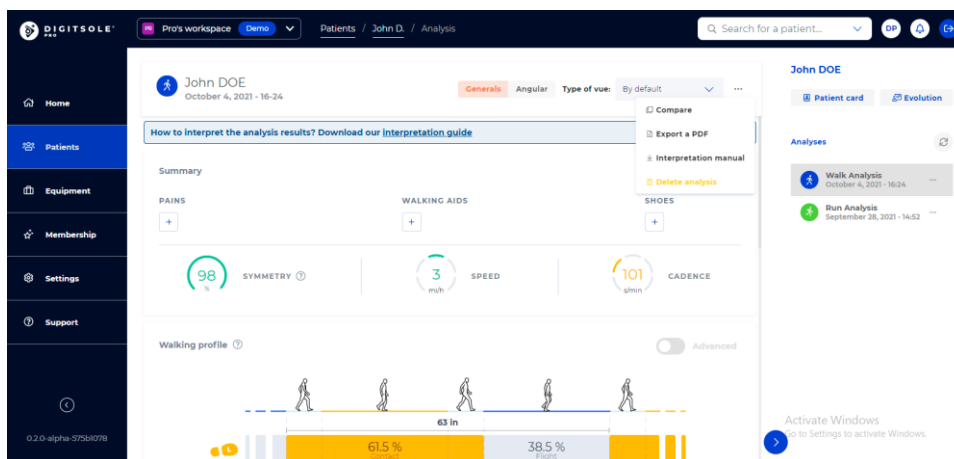 DIGITSOLE®
PRO
Pro's workspace Demo
Patients / John D. / Analysis
Search for a patient...
DP
Home
Patients
Equipment
Membership
Settings
Support
0.2.0-alpha-575b1078
John DOE
October 4, 2021 - 16-24
Generals Angular Type of vue: By default ...
Compare
Export a PDF
Interpretation manual
Delete analysis
How to interpret the analysis results? Download our interpretation guide
Summary
PAINS WALKING AIDS SHOES
+ + +
98 % SYMMETRY ?
3 mi/h SPEED
101 s/min CADENCE
Walking profile ?
Advanced
63 in
L
61.5 % 38.5 %
Contact Flight
John DOE
Patient card Evolution
Analyses
Walk Analysis ...
October 4, 2021 - 16:24
Run Analysis ...
September 28, 2021 - 14:52
Activate Windows
Go to Settings to activate Windows.